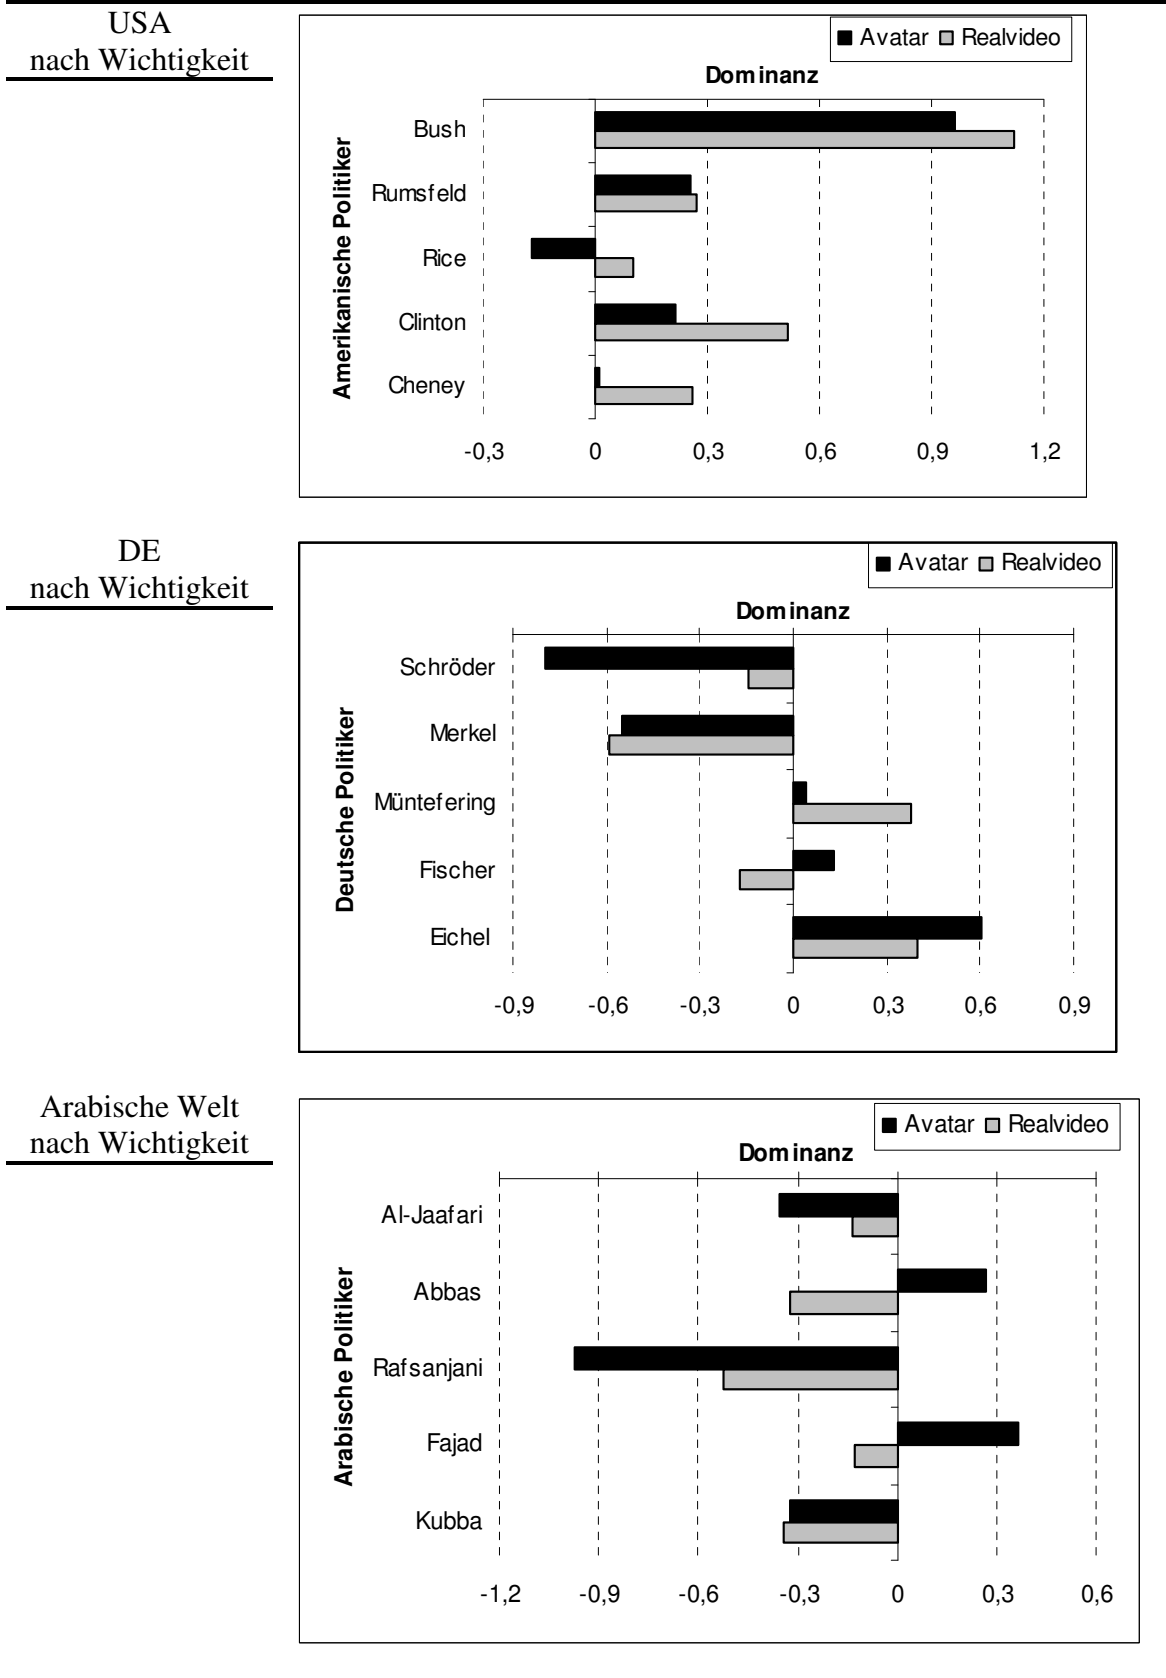 USA
nach Wichtigkeit
Avatar Realvideo
Dominanz
Amerikanische Politiker
Bush
Rumsfeld
Rice
Clinton
Cheney
-0,3 0 0,3 0,6 0,9 1,2
DE
nach Wichtigkeit
Avatar Realvideo
Dominanz
Deutsche Politiker
Schröder
Merkel
Müntefering
Fischer
Eichel
-0,9 -0,6 -0,3 0 0,3 0,6 0,9
Arabische Welt
nach Wichtigkeit
Avatar Realvideo
Dominanz
Arabische Politiker
Al-Jaafari
Abbas
Rafsanjani
Fajad
Kubba
-1,2 -0,9 -0,6 -0,3 0 0,3 0,6